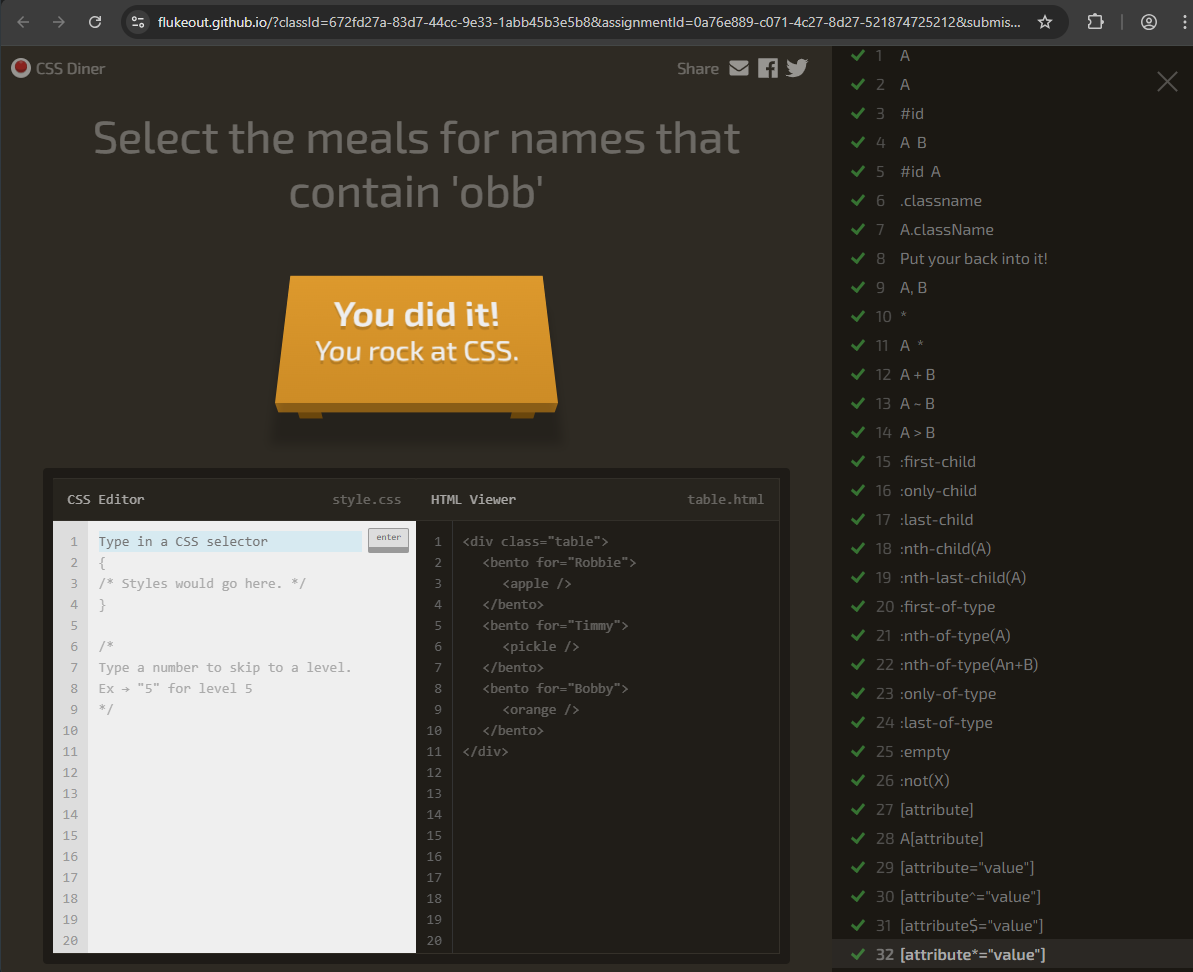 flukeout.github.io/?classId=672fd27a-83d7-44cc-9e33-1abb45b3e5b8&assignmentId=0a76e889-c071-4c27-8d27-521874725212&submis...
CSS Diner
Share
Select the meals for names that
contain 'obb'
You did it!
You rock at CSS.
CSS Editor
style.css
1 Type in a CSS selector
enter
2 {
3 /* Styles would go here. */
4 }
5
6 /*
7 Type a number to skip to a level.
8 Ex → "5" for level 5
9 */
10
11
12
13
14
15
16
17
18
19
20
HTML Viewer
table.html
1 <div class="table">
2 <bento for="Robbie">
3 <apple />
4 </bento>
5 <bento for="Timmy">
6 <pickle />
7 </bento>
8 <bento for="Bobby">
9 <orange />
10 </bento>
11 </div>
12
13
14
15
16
17
18
19
20
1 A
2 A
3 #id
4 A B
5 #id A
6 .classname
7 A.className
8 Put your back into it!
9 A, B
10 *
11 A *
12 A + B
13 A ~ B
14 A > B
15 :first-child
16 :only-child
17 :last-child
18 :nth-child(A)
19 :nth-last-child(A)
20 :first-of-type
21 :nth-of-type(A)
22 :nth-of-type(An+B)
23 :only-of-type
24 :last-of-type
25 :empty
26 :not(X)
27 [attribute]
28 A[attribute]
29 [attribute="value"]
30 [attribute^="value"]
31 [attribute$="value"]
32 [attribute*="value"]